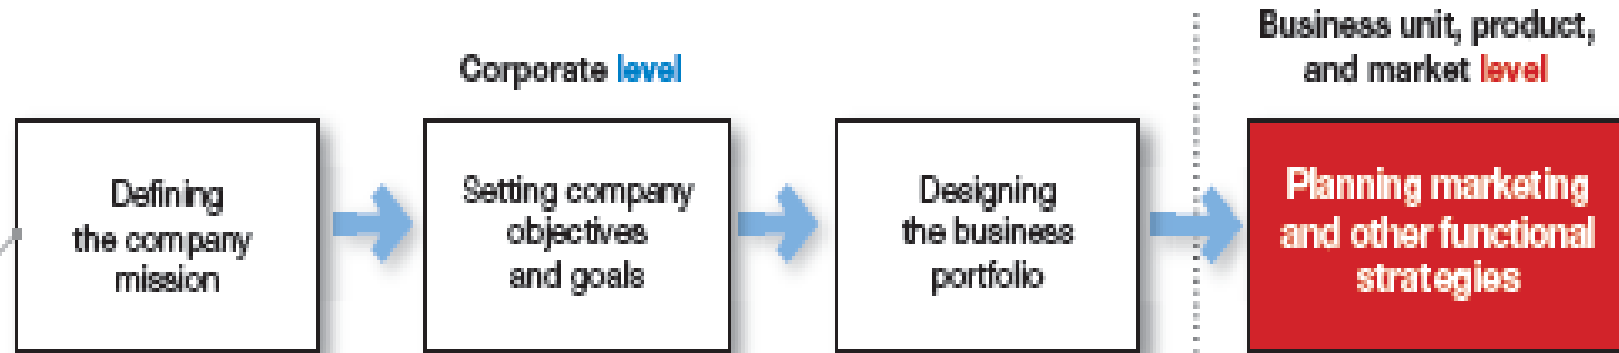 Corporate level
Business unit, product,
and market level
Defining
the company
mission
Setting company
objectives
and goals
Designing
the business
portfolio
Planning marketing
and other functional
strategies